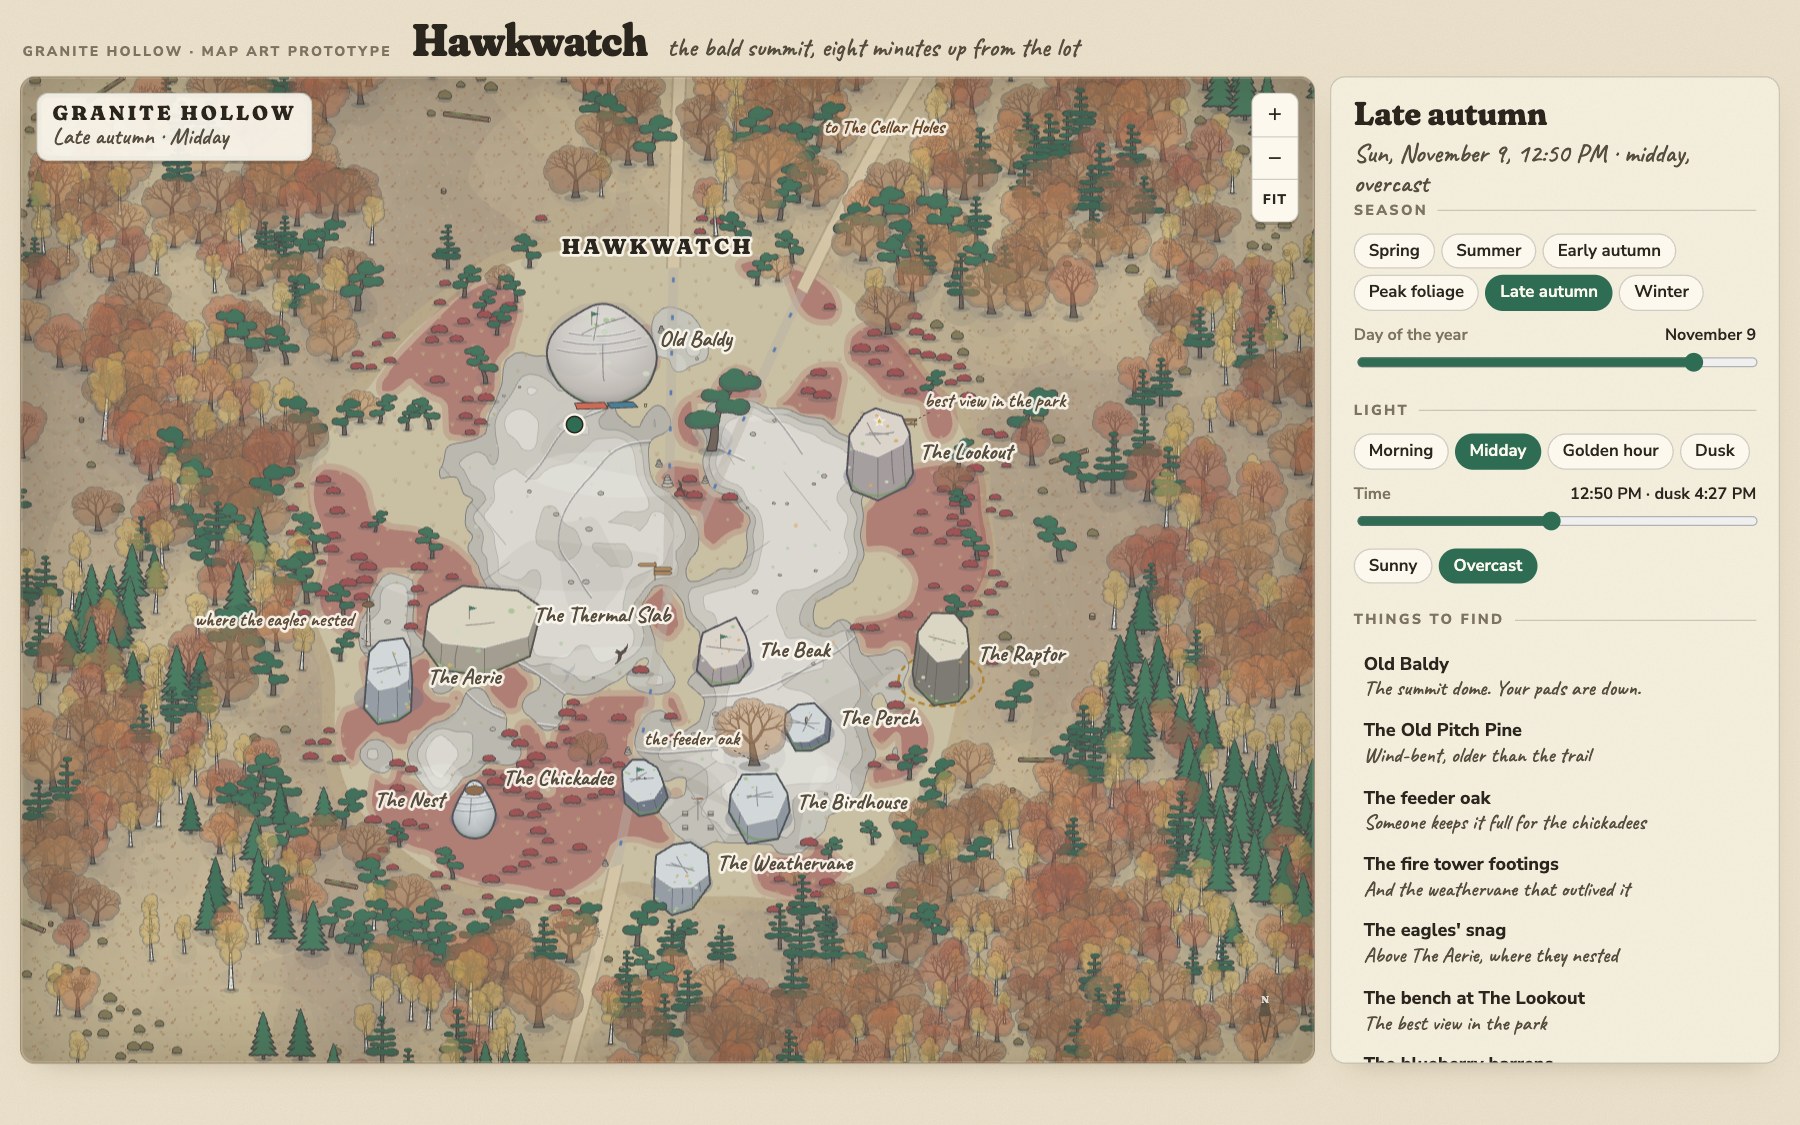 GRANITE HOLLOW · MAP ART PROTOTYPE
Hawkwatch
the bald summit, eight minutes up from the lot
GRANITE HOLLOW
Late autumn · Midday
+
−
FIT
to The Cellar Holes
HAWKWATCH
Old Baldy
best view in the park
The Lookout
where the eagles nested
The Thermal Slab
The Beak
The Raptor
The Aerie
The Perch
the feeder oak
The Chickadee
The Nest
The Birdhouse
The Weathervane
N
Late autumn
Sun, November 9, 12:50 PM · midday,
overcast
SEASON
Spring
Summer
Early autumn
Peak foliage
Late autumn
Winter
Day of the year
November 9
LIGHT
Morning
Midday
Golden hour
Dusk
Time
12:50 PM · dusk 4:27 PM
Sunny
Overcast
THINGS TO FIND
Old Baldy
The summit dome. Your pads are down.
The Old Pitch Pine
Wind-bent, older than the trail
The feeder oak
Someone keeps it full for the chickadees
The fire tower footings
And the weathervane that outlived it
The eagles' snag
Above The Aerie, where they nested
The bench at The Lookout
The best view in the park
The blueberry barrens